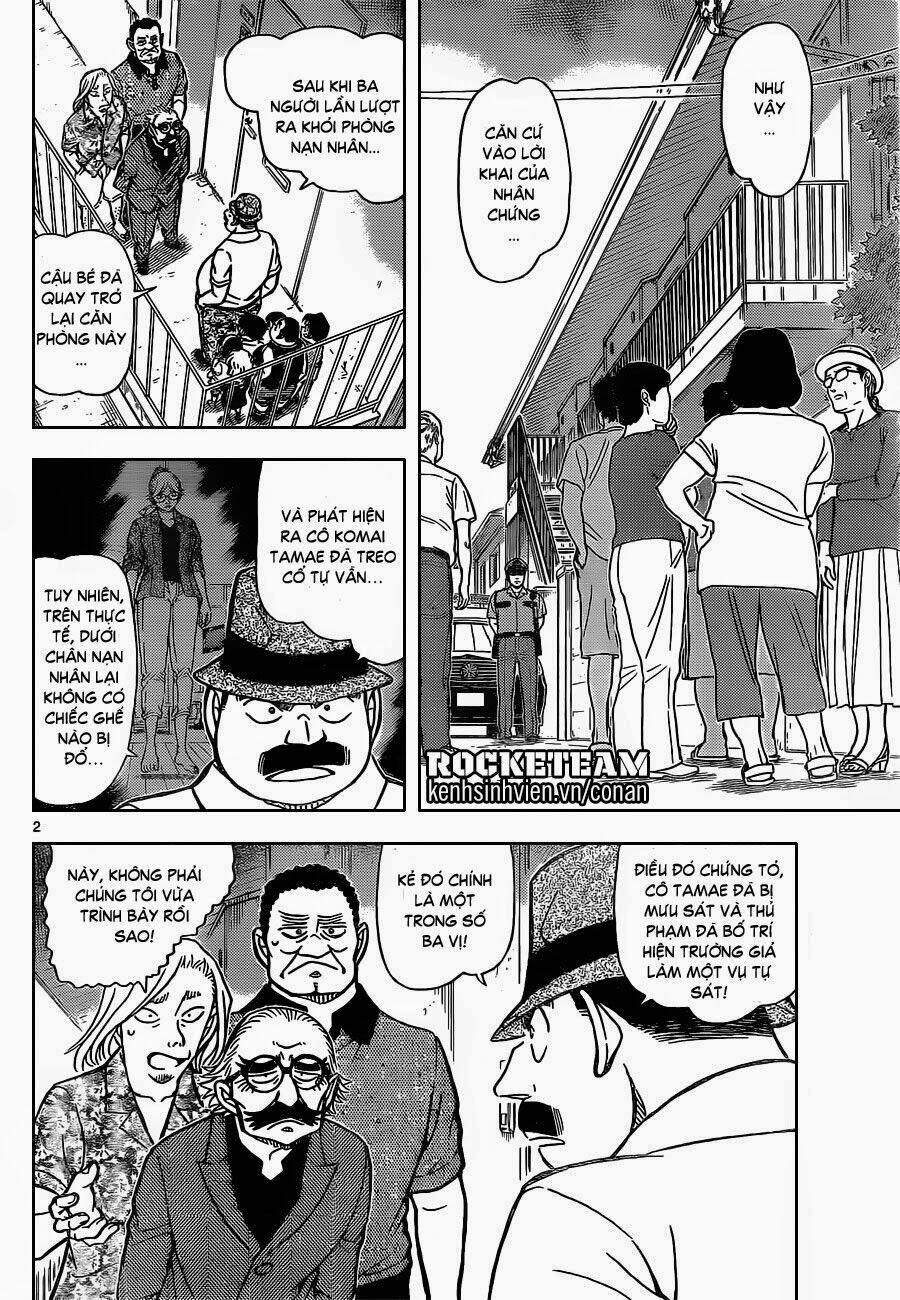 NHƯ
VẬY
...
CĂN CỨ
VÀO LỜI
KHAI CỦA
NHÂN
CHỨNG
...
SAU KHI BA
NGƯỜI LẦN LƯỢT
RA KHỎI PHÒNG
NẠN NHÂN...
CẬU BÉ ĐÃ
QUAY TRỞ
LẠI CĂN
PHÒNG NÀY
...
VÀ PHÁT HIỆN
RA CÔ KOMAI
TAMAE ĐÃ TREO
CỔ TỰ VẪN...
TUY NHIÊN,
TRÊN THỰC
TẾ, DƯỚI
CHÂN NẠN
NHÂN LẠI
KHÔNG CÓ
CHIẾC GHẾ
NÀO BỊ
ĐỔ...
ROCKETEAM
kenhsinhvien.vn/conan
2
ĐIỀU ĐÓ CHỨNG TỎ,
CÔ TAMAE ĐÃ BỊ
MƯU SÁT VÀ THỦ
PHẠM ĐÃ BỐ TRÍ
HIỆN TRƯỜNG GIẢ
LÀM MỘT VỤ TỰ
SÁT!
KẺ ĐÓ CHÍNH
LÀ MỘT
TRONG SỐ
BA VỊ!
NÀY, KHÔNG PHẢI
CHÚNG TÔI VỪA
TRÌNH BÀY RỒI
SAO!